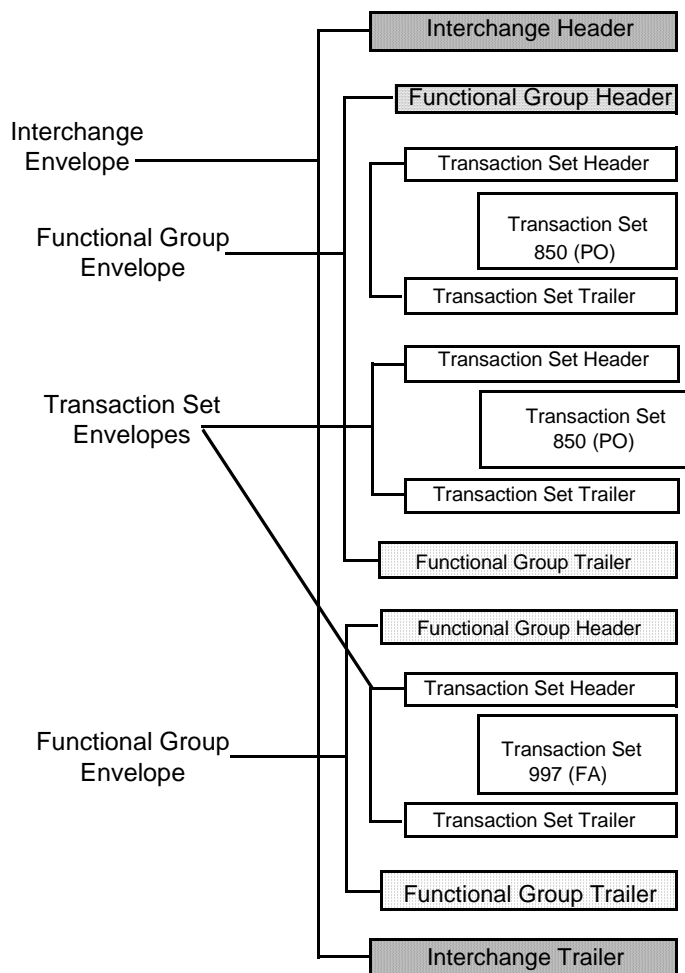 Interchange Header
Functional Group Header
Interchange
Envelope
Transaction Set Header
Transaction Set
850 (PO)
Functional Group
Envelope
Transaction Set Trailer
Transaction Set Header
Transaction Set
Envelopes
Transaction Set
850 (PO)
Transaction Set Trailer
Functional Group Trailer
Functional Group Header
Transaction Set Header
Functional Group
Envelope
Transaction Set
997 (FA)
Transaction Set Trailer
Functional Group Trailer
Interchange Trailer